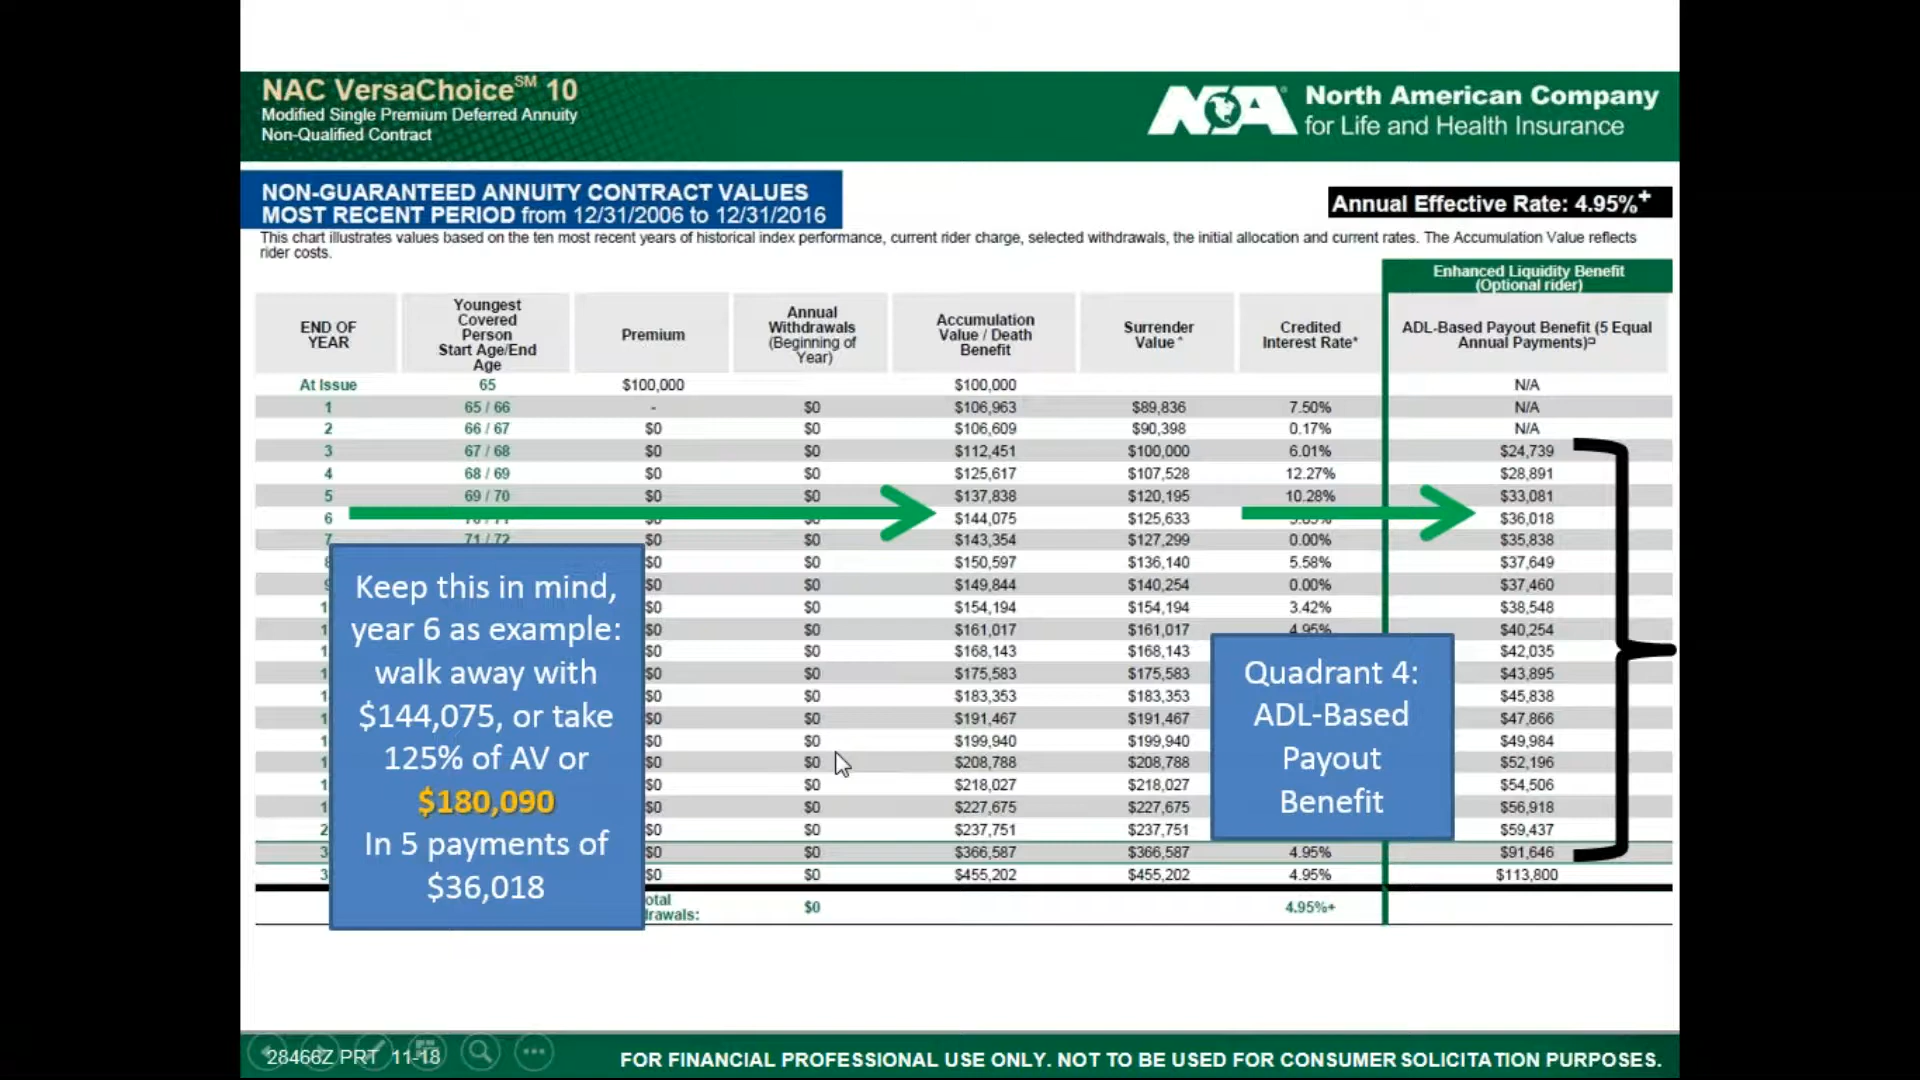 NAC VersaChoice℠ 10
Modified Single Premium Deferred Annuity
Non-Qualified Contract
North American Company
for Life and Health Insurance
NON-GUARANTEED ANNUITY CONTRACT VALUES
MOST RECENT PERIOD from 12/31/2006 to 12/31/2016
Annual Effective Rate: 4.95%+
This chart illustrates values based on the ten most recent years of historical index performance, current rider charge, selected withdrawals, the initial allocation and current rates. The Accumulation Value reflects
rider costs.
Enhanced Liquidity Benefit
(Optional rider)
END OF
YEAR
Youngest
Covered
Person
Start Age/End
Age
Premium
Annual
Withdrawals
(Beginning of
Year)
Accumulation
Value / Death
Benefit
Surrender
Value^
Credited
Interest Rate*
ADL-Based Payout Benefit (5 Equal
Annual Payments)¤
At Issue 65 $100,000 $100,000 N/A
1 65 / 66 - $0 $106,963 $89,836 7.50% N/A
2 66 / 67 $0 $0 $106,609 $90,398 0.17% N/A
3 67 / 68 $0 $0 $112,451 $100,000 6.01% $24,739
4 68 / 69 $0 $0 $125,617 $107,528 12.27% $28,891
5 69 / 70 $0 $0 $137,838 $120,195 10.28% $33,081
6 $144,075 $125,633 $36,018
7 71 / 72 $0 $0 $143,354 $127,299 0.00% $35,838
$0 $0 $150,597 $136,140 5.58% $37,649
$0 $0 $149,844 $140,254 0.00% $37,460
$0 $0 $154,194 $154,194 3.42% $38,548
$0 $0 $161,017 $161,017 4.95% $40,254
$0 $0 $168,143 $168,143 $42,035
$0 $0 $175,583 $175,583 $43,895
$0 $0 $183,353 $183,353 $45,838
$0 $0 $191,467 $191,467 $47,866
$0 $0 $199,940 $199,940 $49,984
$0 $0 $208,788 $208,788 $52,196
$0 $0 $218,027 $218,027 $54,506
$0 $0 $227,675 $227,675 $56,918
$0 $0 $237,751 $237,751 $59,437
$0 $0 $366,587 $366,587 4.95% $91,646
$0 $0 $455,202 $455,202 4.95% $113,800
$0 4.95%+
Keep this in mind,
year 6 as example:
walk away with
$144,075, or take
125% of AV or
$180,090
In 5 payments of
$36,018
Quadrant 4:
ADL-Based
Payout
Benefit
28466Z PRT 11-18
FOR FINANCIAL PROFESSIONAL USE ONLY. NOT TO BE USED FOR CONSUMER SOLICITATION PURPOSES.